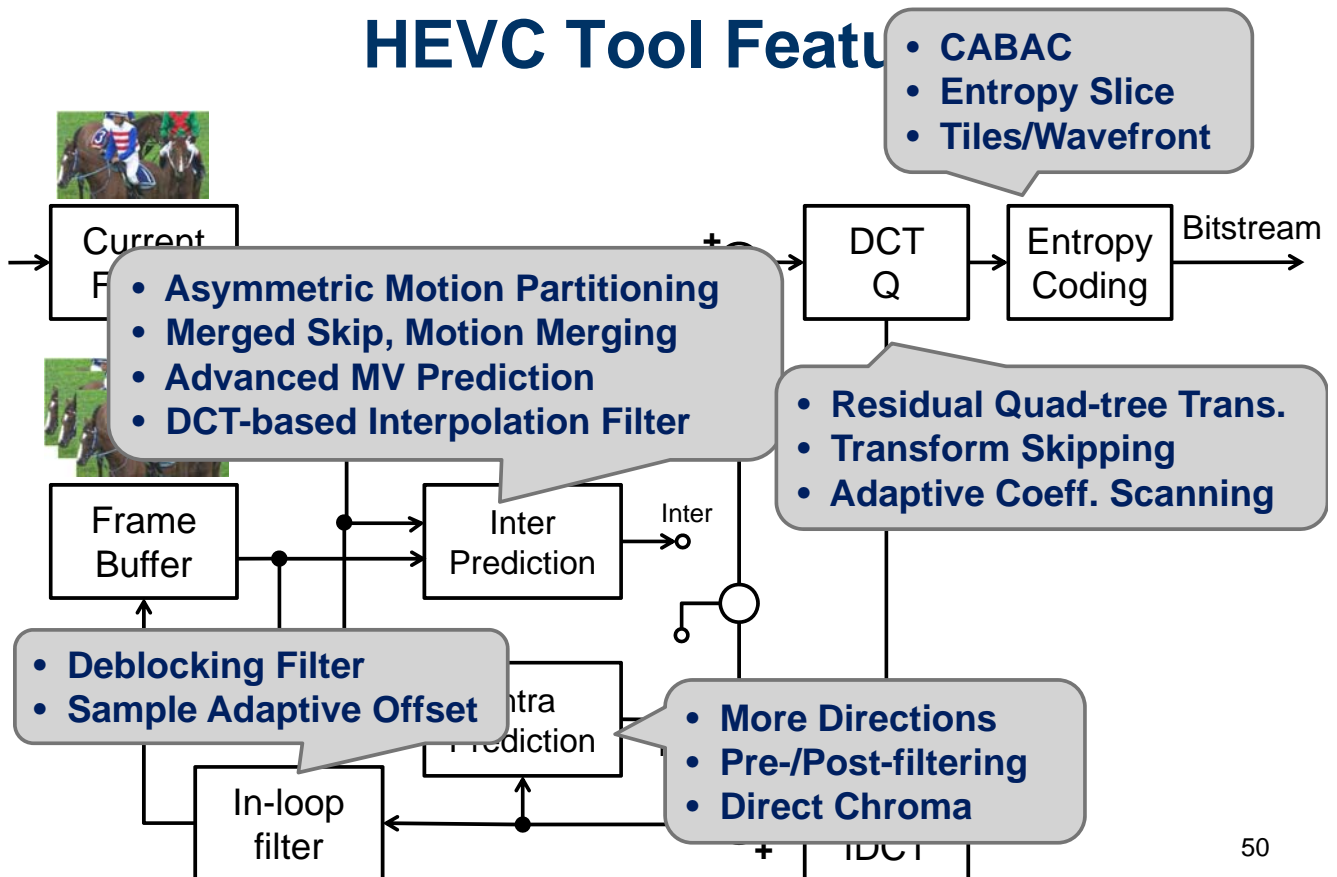 HEVC Tool Featu
• CABAC
• Entropy Slice
• Tiles/Wavefront
Current
DCT
Q
Entropy
Coding
Bitstream
+
• Asymmetric Motion Partitioning
• Merged Skip, Motion Merging
• Advanced MV Prediction
• DCT-based Interpolation Filter
• Residual Quad-tree Trans.
• Transform Skipping
• Adaptive Coeff. Scanning
Frame
Buffer
Inter
Prediction
Inter
• Deblocking Filter
• Sample Adaptive Offset
ntra
rediction
• More Directions
• Pre-/Post-filtering
• Direct Chroma
In-loop
filter
+
IDCT
50